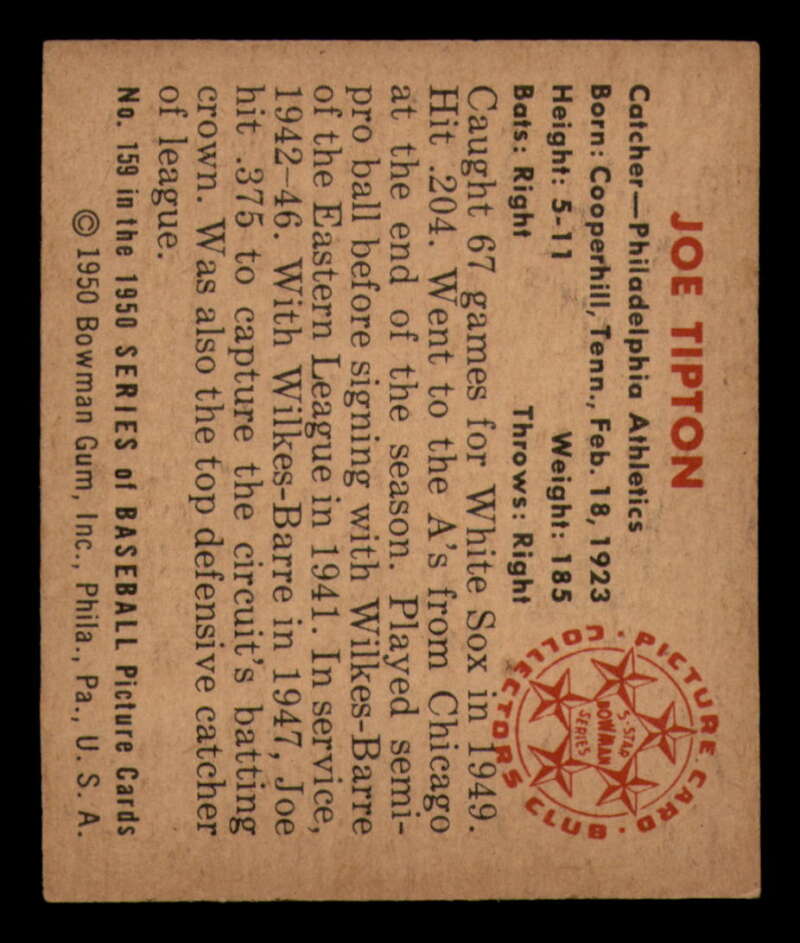 JOE TIPTON
Catcher—Philadelphia Athletics
Born: Cooperhill, Tenn., Feb. 18, 1923
Height: 5-11 Weight: 185
Bats: Right Throws: Right
PICTURE CARD COLLECTORS CLUB
5-STAR
BOWMAN
SERIES
Caught 67 games for White Sox in 1949.
Hit .204. Went to the A's from Chicago
at the end of the season. Played semi-
pro ball before signing with Wilkes-Barre
of the Eastern League in 1941. In service,
1942–46. With Wilkes-Barre in 1947, Joe
hit .375 to capture the circuit's batting
crown. Was also the top defensive catcher
of league.
No. 159 in the 1950 SERIES of BASEBALL Picture Cards
© 1950 Bowman Gum, Inc., Phila., Pa., U. S. A.